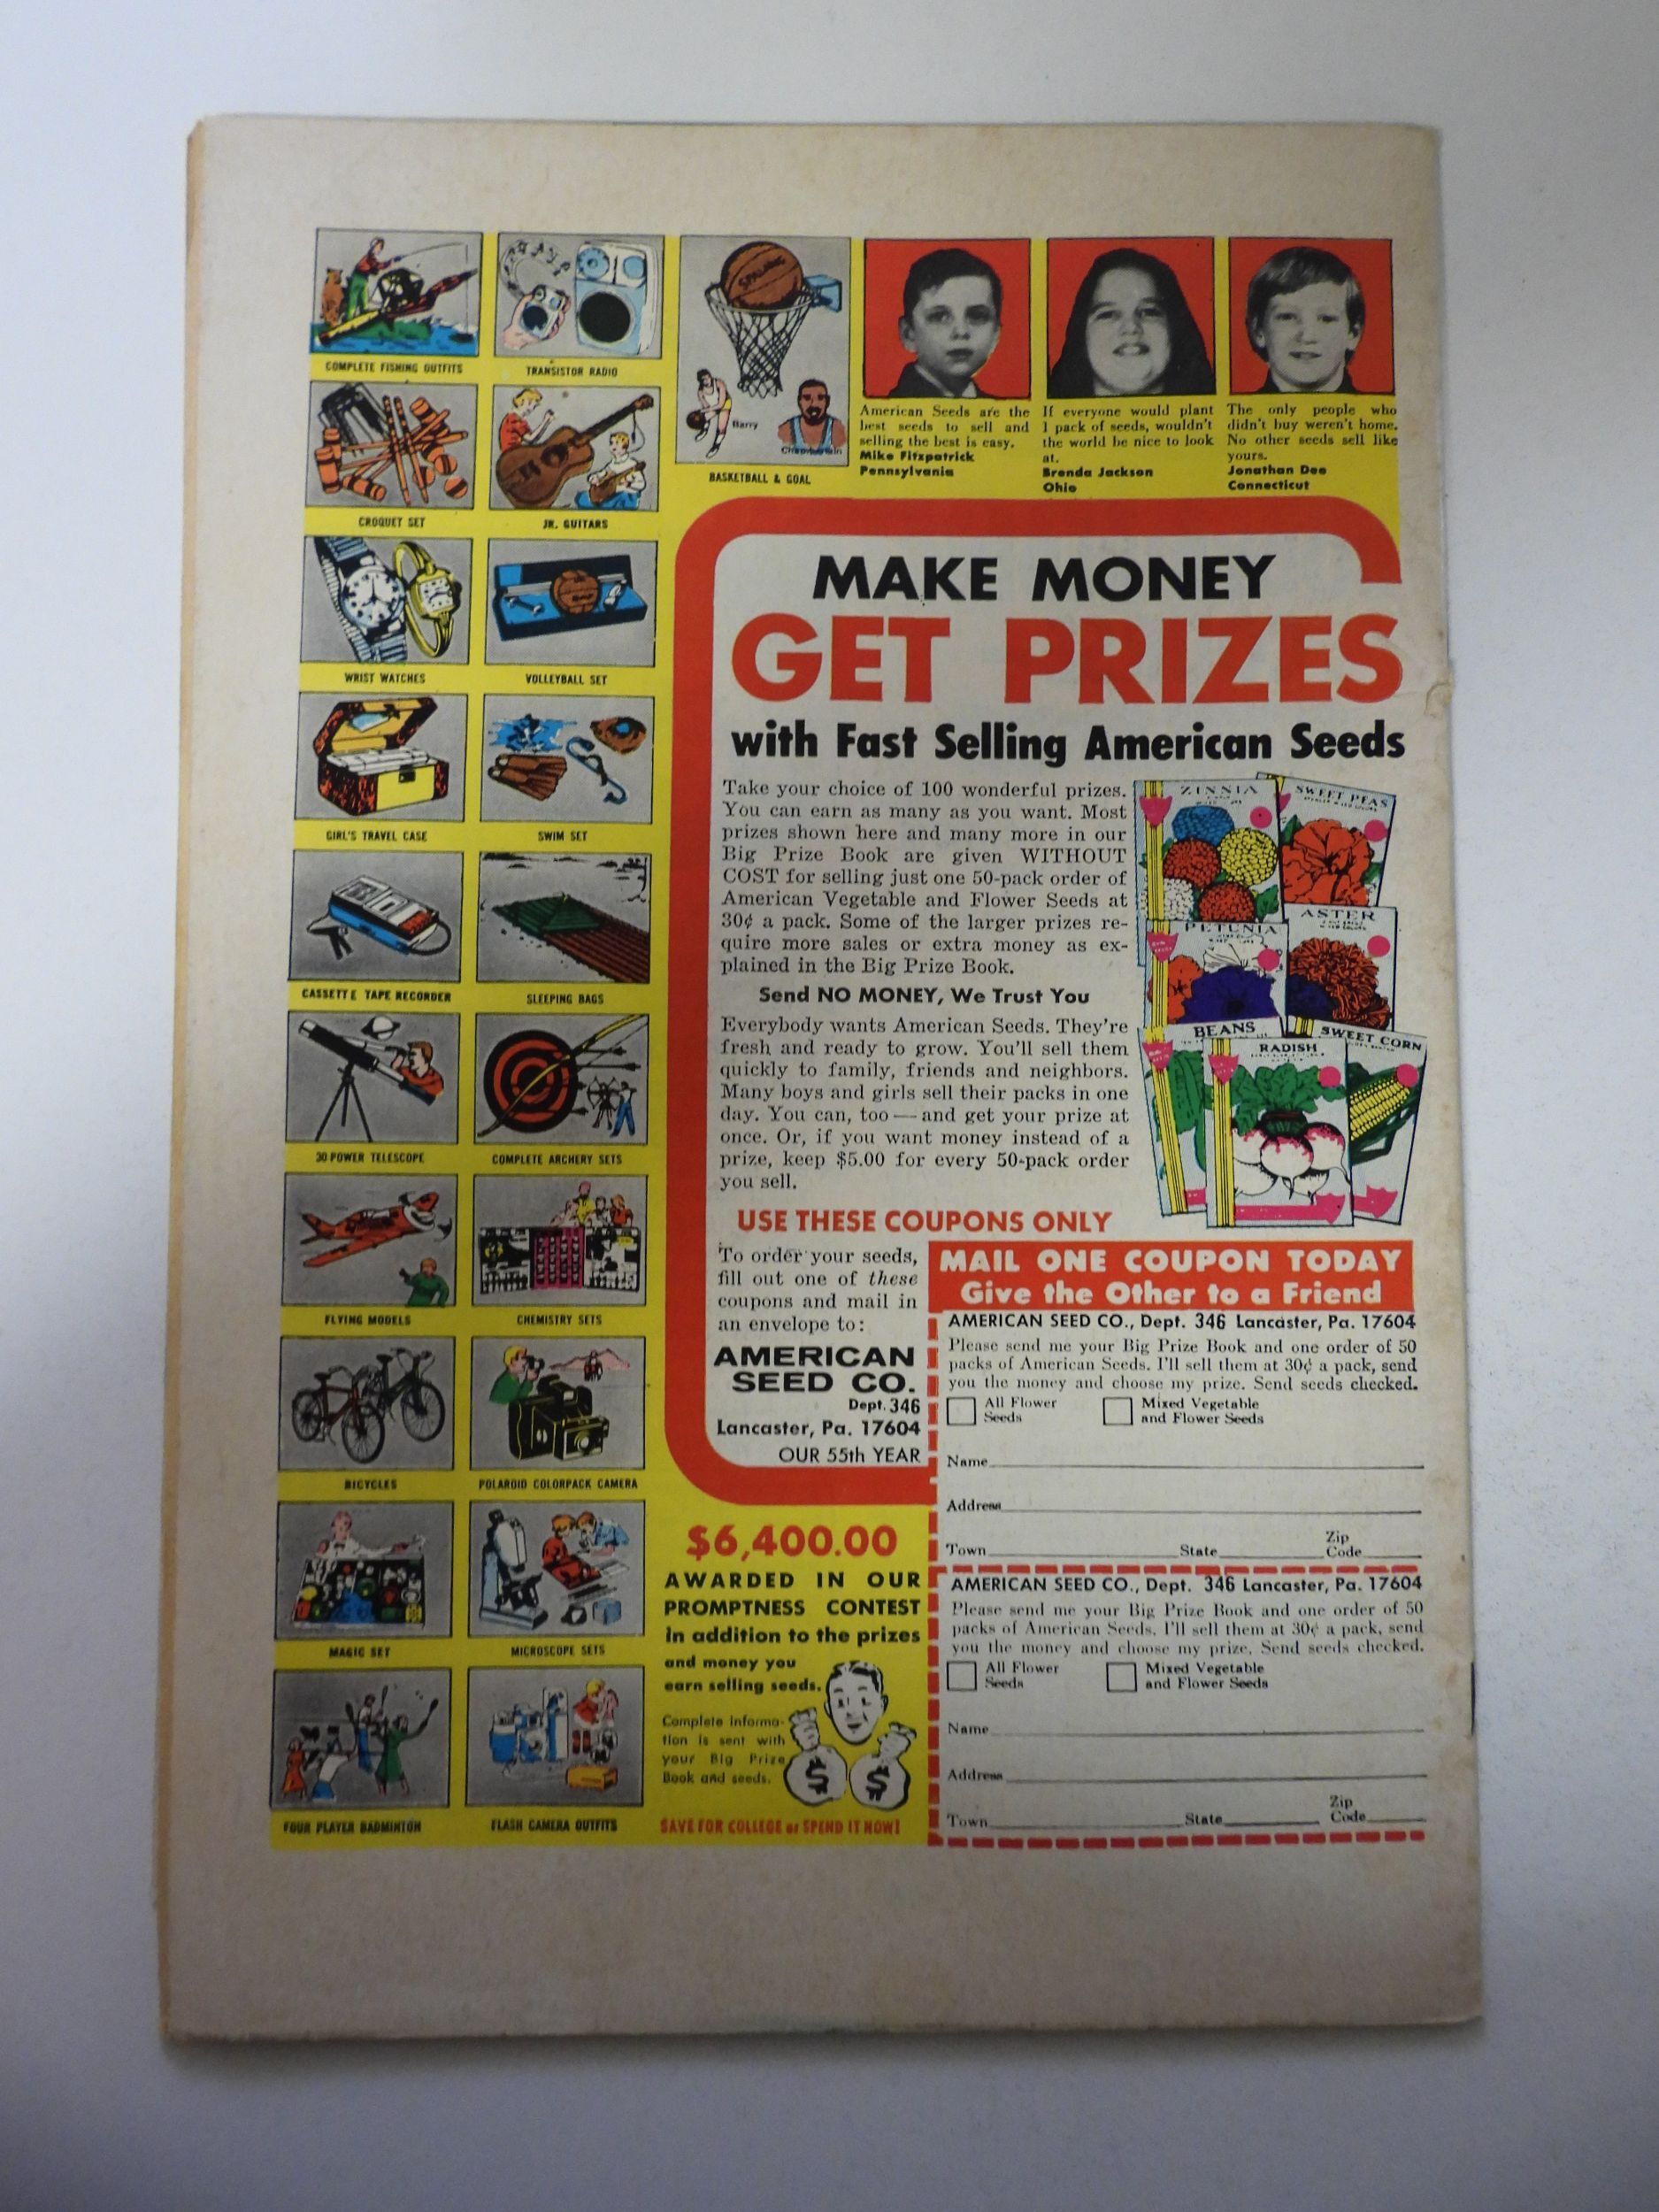 COMPLETE FISHING OUTFITS
TRANSISTOR RADIO
CROQUET SET
JR. GUITARS
WRIST WATCHES
VOLLEYBALL SET
GIRL'S TRAVEL CASE
SWIM SET
CASSETTE TAPE RECORDER
SLEEPING BAGS
30 POWER TELESCOPE
COMPLETE ARCHERY SETS
FLYING MODELS
CHEMISTRY SETS
BICYCLES
POLAROID COLORPACK CAMERA
MAGIC SET
MICROSCOPE SETS
FOUR PLAYER BADMINTON
FLASH CAMERA OUTFITS
SPALDING
Barry
Chamberlain
BASKETBALL & GOAL
American Seeds are the
best seeds to sell and
selling the best is easy.
Mike Fitzpatrick
Pennsylvania
If everyone would plant
1 pack of seeds, wouldn't
the world be nice to look
at.
Brenda Jackson
Ohio
The only people who
didn't buy weren't home.
No other seeds sell like
yours.
Jonathan Dee
Connecticut
MAKE MONEY
GET PRIZES
with Fast Selling American Seeds
Take your choice of 100 wonderful prizes.
You can earn as many as you want. Most
prizes shown here and many more in our
Big Prize Book are given WITHOUT
COST for selling just one 50-pack order of
American Vegetable and Flower Seeds at
30¢ a pack. Some of the larger prizes re-
quire more sales or extra money as ex-
plained in the Big Prize Book.
Send NO MONEY, We Trust You
Everybody wants American Seeds. They're
fresh and ready to grow. You'll sell them
quickly to family, friends and neighbors.
Many boys and girls sell their packs in one
day. You can, too — and get your prize at
once. Or, if you want money instead of a
prize, keep $5.00 for every 50-pack order
you sell.
ZINNIA
SWEET PEAS
PETUNIA
ASTER
BEANS
SWEET CORN
RADISH
USE THESE COUPONS ONLY
To order your seeds,
fill out one of these
coupons and mail in
an envelope to:
AMERICAN
SEED CO.
Dept. 346
Lancaster, Pa. 17604
OUR 55th YEAR
MAIL ONE COUPON TODAY
Give the Other to a Friend
AMERICAN SEED CO., Dept. 346 Lancaster, Pa. 17604
Please send me your Big Prize Book and one order of 50
packs of American Seeds. I'll sell them at 30¢ a pack, send
you the money and choose my prize. Send seeds checked.
All Flower
Seeds
Mixed Vegetable
and Flower Seeds
Name
Address
Town State Zip
Code
AMERICAN SEED CO., Dept. 346 Lancaster, Pa. 17604
Please send me your Big Prize Book and one order of 50
packs of American Seeds. I'll sell them at 30¢ a pack, send
you the money and choose my prize. Send seeds checked.
All Flower
Seeds
Mixed Vegetable
and Flower Seeds
Name
Address
Town State Zip
Code
$6,400.00
AWARDED IN OUR
PROMPTNESS CONTEST
in addition to the prizes
and money you
earn selling seeds.
Complete informa-
tion is sent with
your Big Prize
Book and seeds.
$ $
SAVE FOR COLLEGE or SPEND IT NOW!